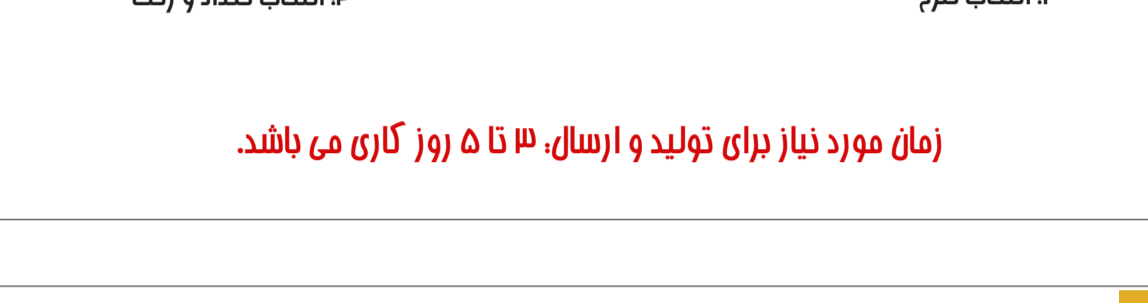 زمان مورد نیاز برای تولید و ارسال: ۳ تا ۵ روز کاری می باشد.